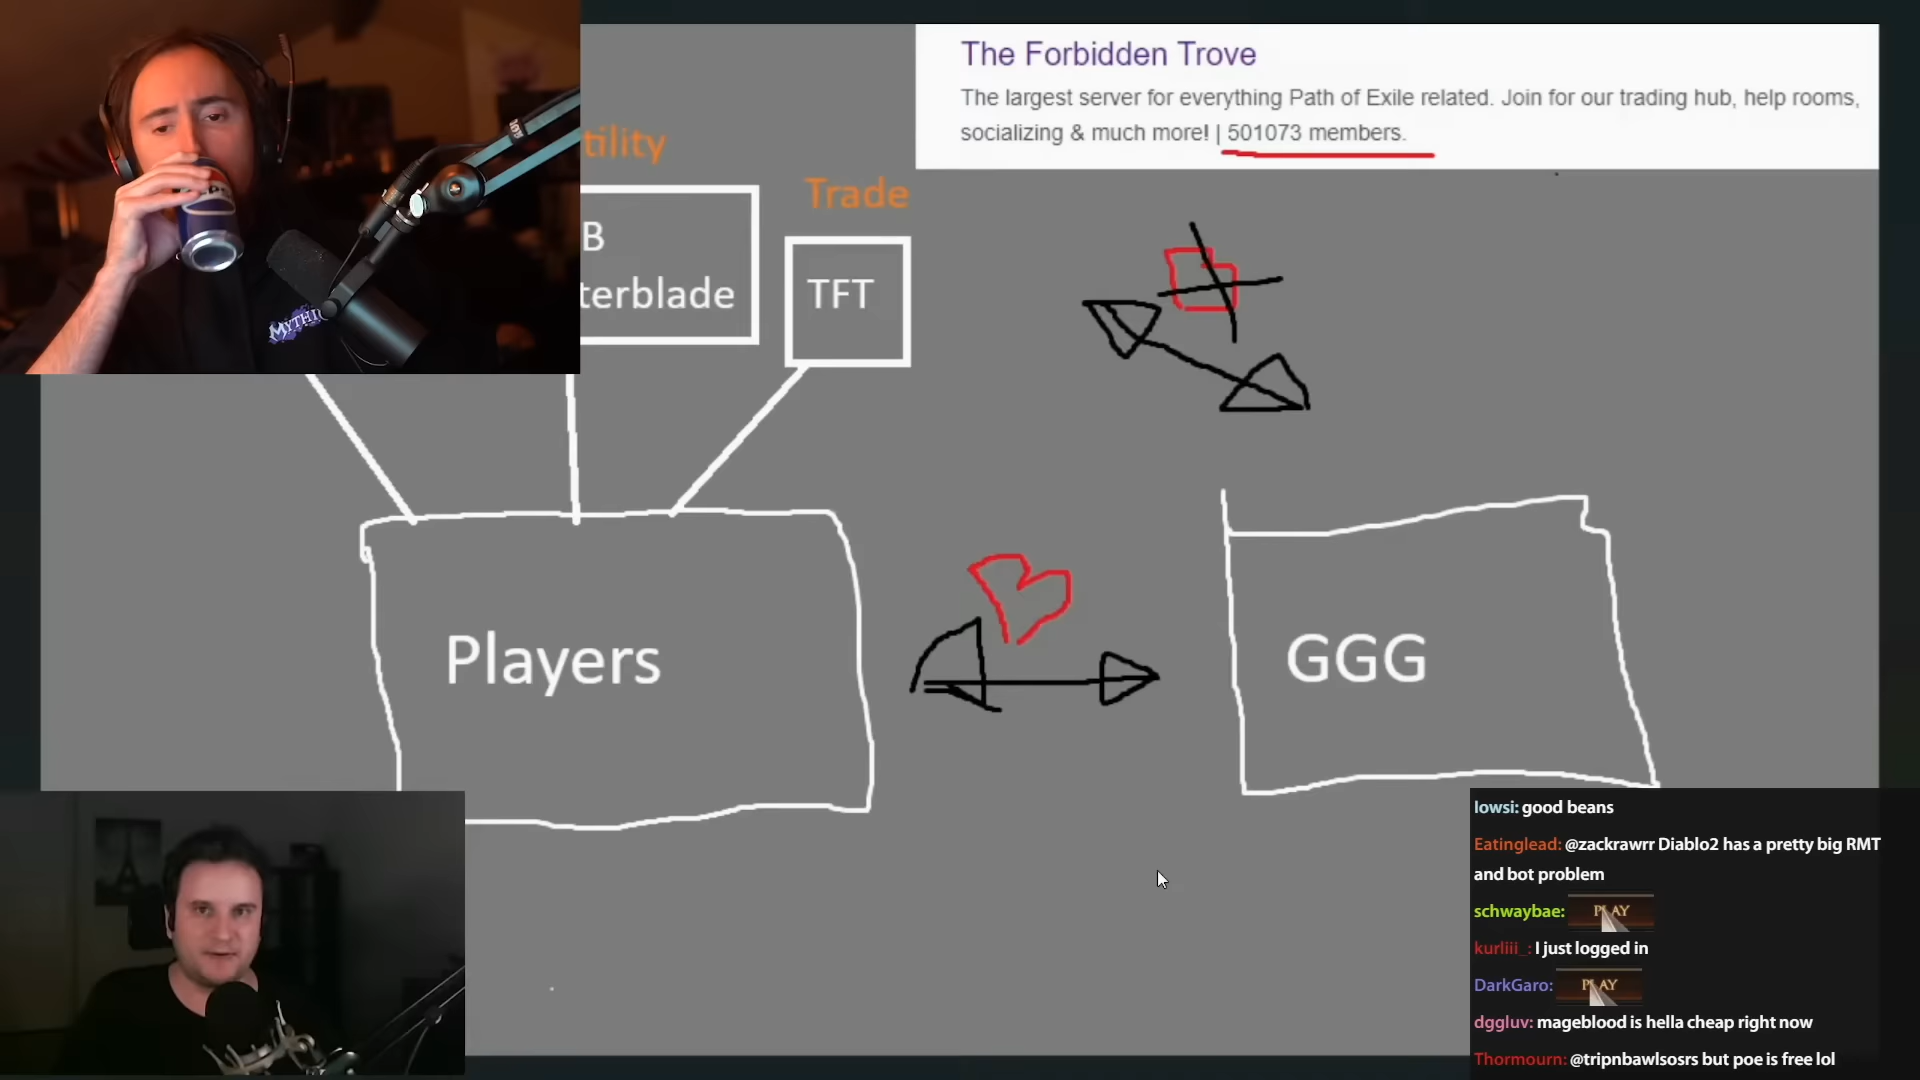 The Forbidden Trove
The largest server for everything Path of Exile related. Join for our trading hub, help rooms,
socializing & much more! | 501073 members.
tility
Trade
B
terblade
TFT
MYTHIC
Players
GGG
lowsi: good beans
Eatinglead: @zackrawrr Diablo2 has a pretty big RMT
and bot problem
schwaybae: PLAY
kurliii_: I just logged in
DarkGaro: PLAY
dggluv: mageblood is hella cheap right now
Thormourn: @tripnbawlsosrs but poe is free lol